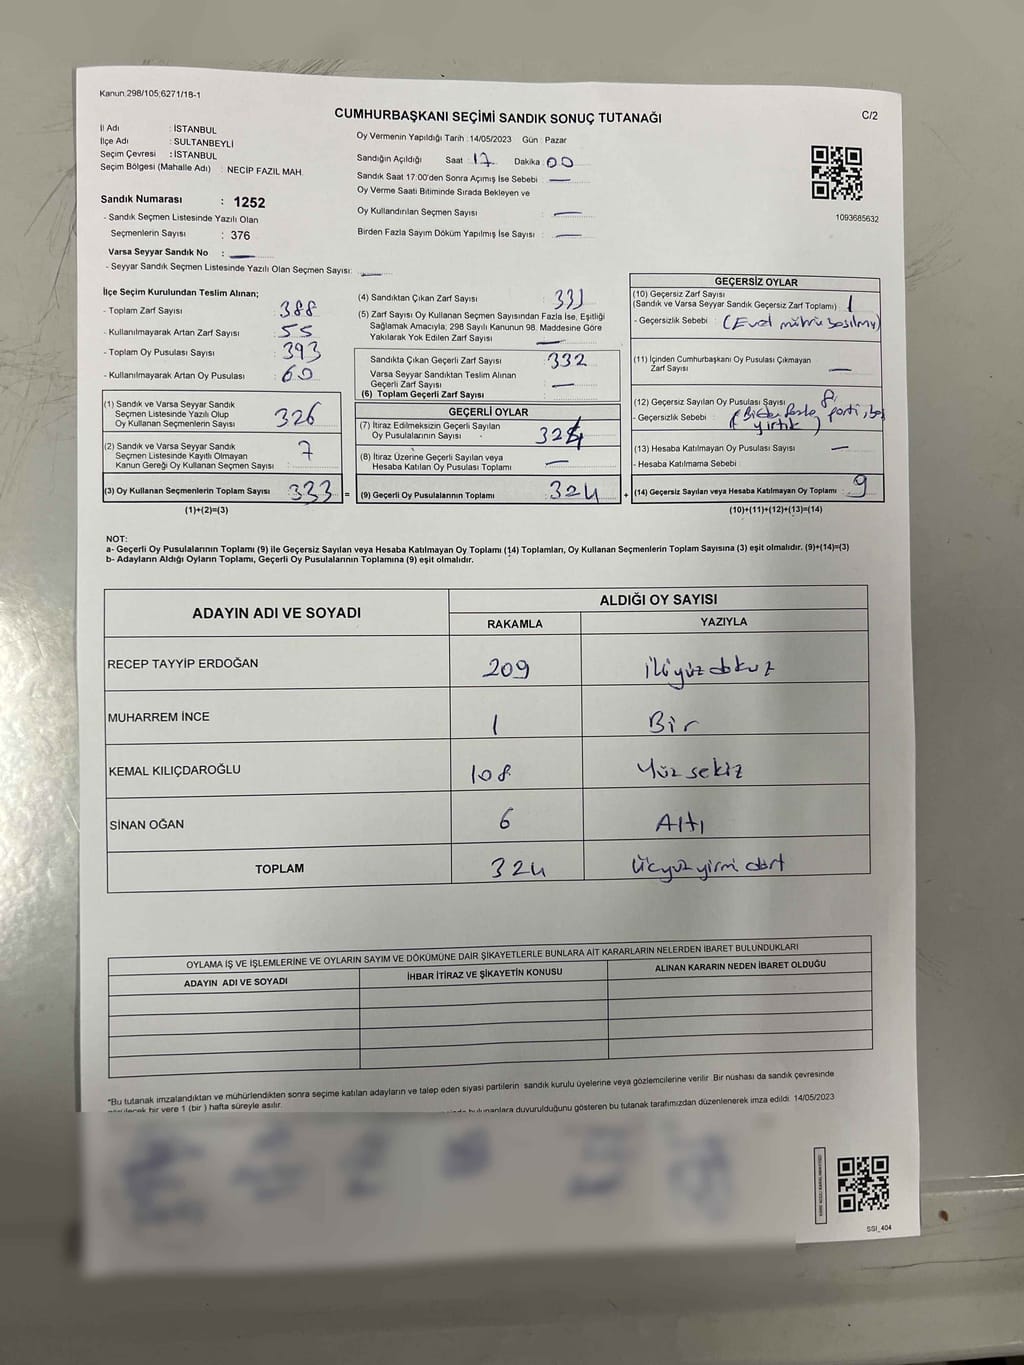 Kanun.298/105,6271/18-1
C/2
CUMHURBAŞKANI SEÇİMİ SANDIK SONUÇ TUTANAĞI
İl Adı : İSTANBUL
İlçe Adı : SULTANBEYLİ
Seçim Çevresi : İSTANBUL
Seçim Bölgesi (Mahalle Adı) : NECİP FAZIL MAH.
Sandık Numarası : 1252
- Sandık Seçmen Listesinde Yazılı Olan
Seçmenlerin Sayısı : 376
Varsa Seyyar Sandık No : —
- Seyyar Sandık Seçmen Listesinde Yazılı Olan Seçmen Sayısı: —
Oy Vermenin Yapıldığı Tarih :14/05/2023 Gün : Pazar
Sandığın Açıldığı Saat : 17 Dakika : 00
Sandık Saat 17:00'den Sonra Açımış İse Sebebi : —
Oy Verme Saati Bitiminde Sırada Bekleyen ve
Oy Kullandırılan Seçmen Sayısı : —
Birden Fazla Sayım Döküm Yapılmış İse Sayısı : —
1093685632
İlçe Seçim Kurulundan Teslim Alınan;
- Toplam Zarf Sayısı : 388
- Kullanılmayarak Artan Zarf Sayısı : 55
- Toplam Oy Pusulası Sayısı : 393
- Kullanılmayarak Artan Oy Pusulası : 60
(1) Sandık ve Varsa Seyyar Sandık
Seçmen Listesinde Yazılı Olup
Oy Kullanan Seçmenlerin Sayısı : 326
(2) Sandık ve Varsa Seyyar Sandık
Seçmen Listesinde Kayıtlı Olmayan
Kanun Gereği Oy Kullanan Seçmen Sayısı : 7
(3) Oy Kullanan Seçmenlerin Toplam Sayısı : 333 =
(1)+(2)=(3)
(4) Sandıktan Çıkan Zarf Sayısı :
(5) Zarf Sayısı Oy Kullanan Seçmen Sayısından Fazla İse, Eşitliği
Sağlamak Amacıyla; 298 Sayılı Kanunun 98. Maddesine Göre
Yakılarak Yok Edilen Zarf Sayısı : —
Sandıkta Çıkan Geçerli Zarf Sayısı : 332
Varsa Seyyar Sandıktan Teslim Alınan
Geçerli Zarf Sayısı : —
(6) Toplam Geçerli Zarf Sayısı :
GEÇERLİ OYLAR
(7) İtiraz Edilmeksizin Geçerli Sayılan
Oy Pusulalarının Sayısı : 324
(8) İtiraz Üzerine Geçerli Sayılan veya
Hesaba Katılan Oy Pusulası Toplamı : —
(9) Geçerli Oy Pusulalarının Toplamı : 324 +
GEÇERSİZ OYLAR
(10) Geçersiz Zarf Sayısı
(Sandık ve Varsa Seyyar Sandık Geçersiz Zarf Toplamı) : 1
- Geçersizlik Sebebi : (Evet mührü basılmış)
(11) İçinden Cumhurbaşkanı Oy Pusulası Çıkmayan
Zarf Sayısı : —
(12) Geçersiz Sayılan Oy Pusulası Sayısı : 8
- Geçersizlik Sebebi : (Birden fazla parti, boş
yırtık)
(13) Hesaba Katılmayan Oy Pusulası Sayısı : —
- Hesaba Katılmama Sebebi :
(14) Geçersiz Sayılan veya Hesaba Katılmayan Oy Toplamı : 9
(10)+(11)+(12)+(13)=(14)
NOT:
a- Geçerli Oy Pusulalarının Toplamı (9) ile Geçersiz Sayılan veya Hesaba Katılmayan Oy Toplamı (14) Toplamları, Oy Kullanan Seçmenlerin Toplam Sayısına (3) eşit olmalıdır. (9)+(14)=(3)
b- Adayların Aldığı Oyların Toplamı, Geçerli Oy Pusulalarının Toplamına (9) eşit olmalıdır.
ADAYIN ADI VE SOYADI ALDIĞI OY SAYISI
RAKAMLA YAZIYLA
RECEP TAYYİP ERDOĞAN 209 ikiyüzdokuz
MUHARREM İNCE 1 Bir
KEMAL KILIÇDAROĞLU 108 Yüzsekiz
SİNAN OĞAN 6 Altı
TOPLAM 324 Üçyüzyirmi dört
OYLAMA İŞ VE İŞLEMLERİNE VE OYLARIN SAYIM VE DÖKÜMÜNE DAİR ŞİKAYETLERLE BUNLARA AİT KARARLARIN NELERDEN İBARET BULUNDUKLARI
ADAYIN ADI VE SOYADI İHBAR İTİRAZ VE ŞİKAYETİN KONUSU ALINAN KARARIN NEDEN İBARET OLDUĞU
*Bu tutanak imzalandıktan ve mühürlendikten sonra seçime katılan adayların ve talep eden siyasi partilerin sandık kurulu üyelerine veya gözlemcilerine verilir. Bir nüshası da sandık çevresinde
görülecek bir yere 1 (bir ) hafta süreyle asılır. bulunanlara duyurulduğunu gösteren bu tutanak tarafımızdan düzenlenerek imza edildi. 14/05/2023
SSI_404